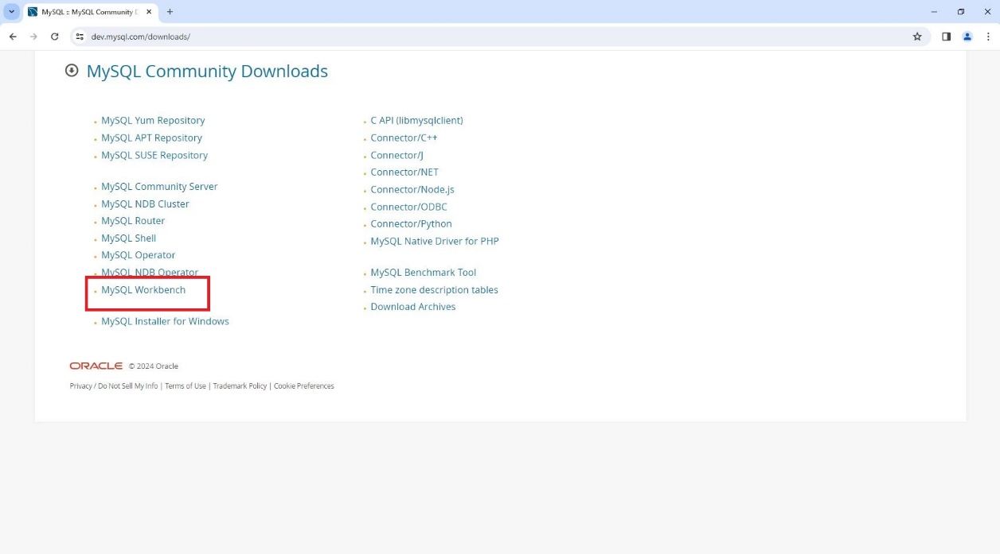 MySQL :: MySQL Community D
dev.mysql.com/downloads/
MySQL Community Downloads
MySQL Yum Repository
MySQL APT Repository
MySQL SUSE Repository
MySQL Community Server
MySQL NDB Cluster
MySQL Router
MySQL Shell
MySQL Operator
MySQL NDB Operator
MySQL Workbench
MySQL Installer for Windows
C API (libmysqlclient)
Connector/C++
Connector/J
Connector/NET
Connector/Node.js
Connector/ODBC
Connector/Python
MySQL Native Driver for PHP
MySQL Benchmark Tool
Time zone description tables
Download Archives
ORACLE © 2024 Oracle
Privacy / Do Not Sell My Info | Terms of Use | Trademark Policy | Cookie Preferences